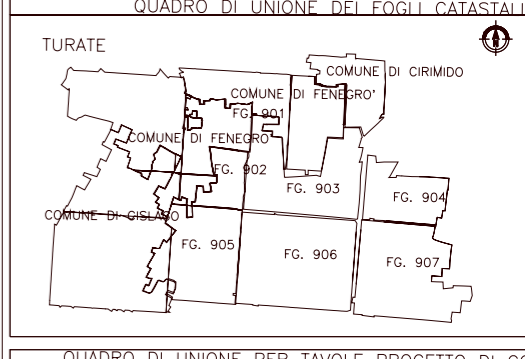 QUADRO DI UNIONE DEI FOGLI CATASTALI
TURATE
COMUNE DI CIRIMIDO
COMUNE DI FENEGRO'
FG. 901
COMUNE DI FENEGRO'
FG. 902
FG. 903
FG. 904
COMUNE DI CISLAGO
FG. 905
FG. 906
FG. 907
QUADRO DI UNIONE PER TAVOLE PROGETTO DI